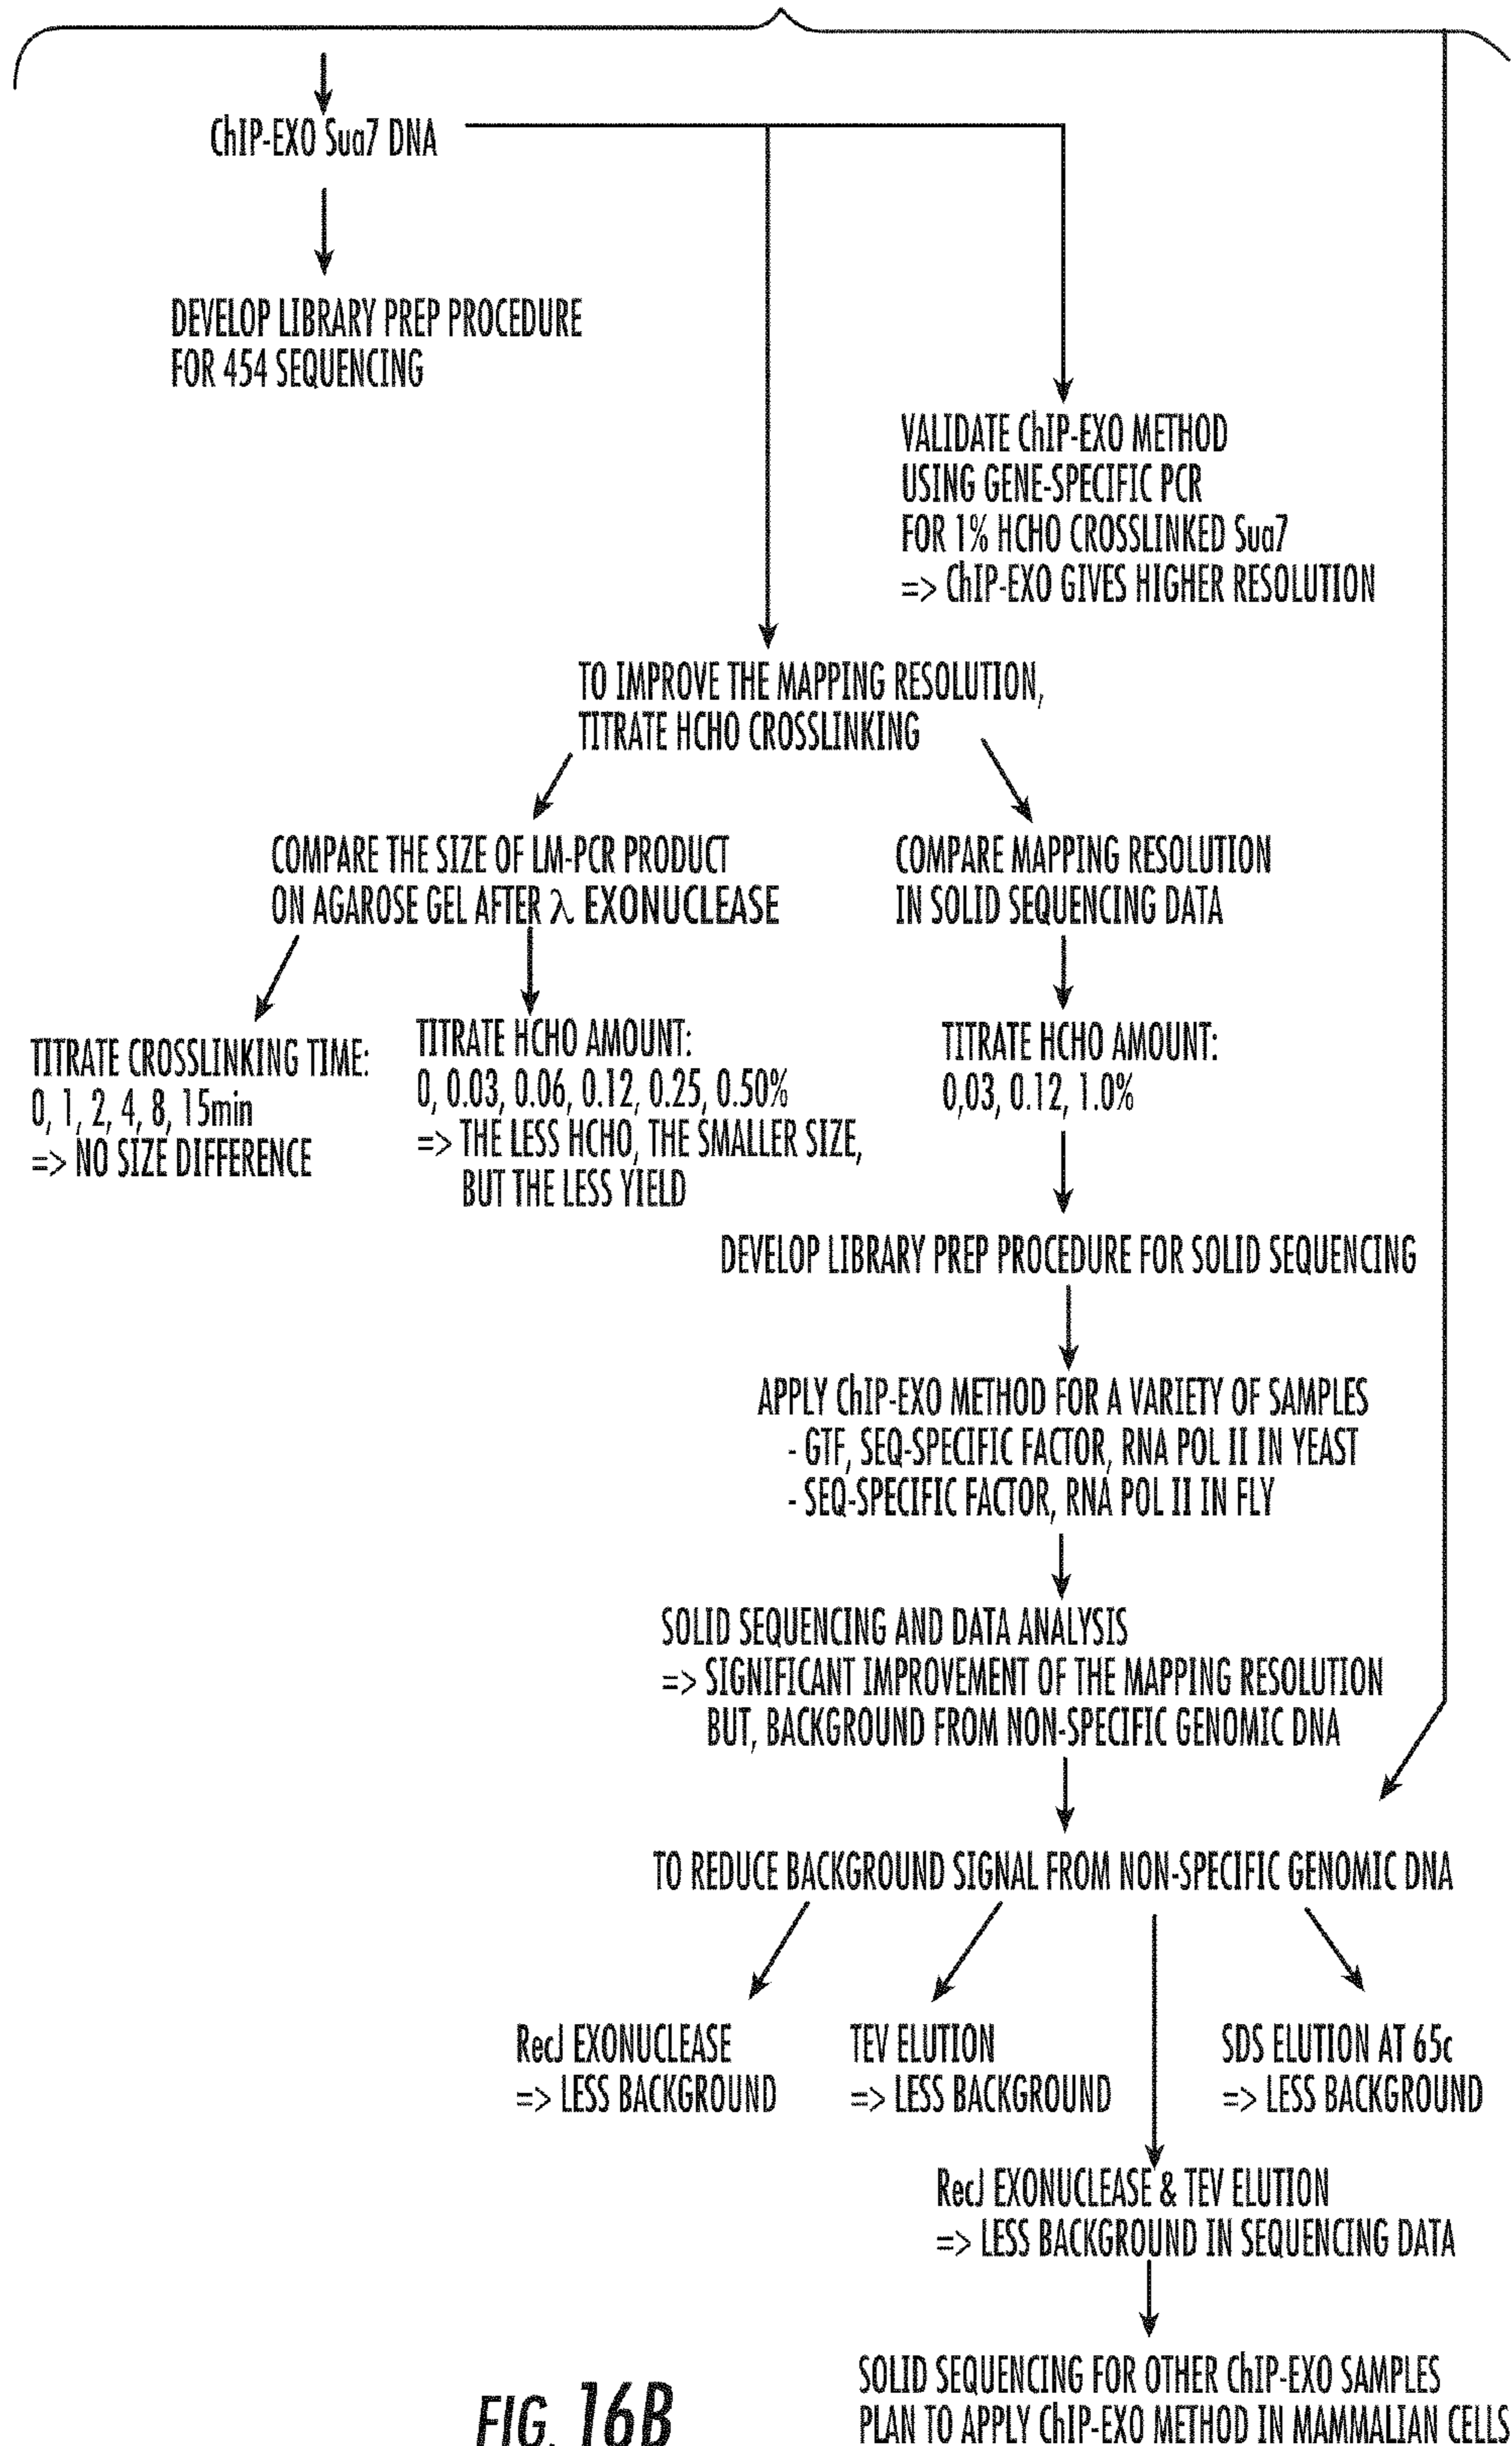 ChIP-EXO Sua7 DNA
DEVELOP LIBRARY PREP PROCEDURE
FOR 454 SEQUENCING
VALIDATE ChIP-EXO METHOD
USING GENE-SPECIFIC PCR
FOR 1% HCHO CROSSLINKED Sua7
=> ChIP-EXO GIVES HIGHER RESOLUTION
TO IMPROVE THE MAPPING RESOLUTION,
TITRATE HCHO CROSSLINKING
COMPARE THE SIZE OF LM-PCR PRODUCT
ON AGAROSE GEL AFTER λ EXONUCLEASE
COMPARE MAPPING RESOLUTION
IN SOLID SEQUENCING DATA
TITRATE CROSSLINKING TIME:
0, 1, 2, 4, 8, 15min
=> NO SIZE DIFFERENCE
TITRATE HCHO AMOUNT:
0, 0.03, 0.06, 0.12, 0.25, 0.50%
=> THE LESS HCHO, THE SMALLER SIZE,
BUT THE LESS YIELD
TITRATE HCHO AMOUNT:
0,03, 0.12, 1.0%
DEVELOP LIBRARY PREP PROCEDURE FOR SOLID SEQUENCING
APPLY ChIP-EXO METHOD FOR A VARIETY OF SAMPLES
- GTF, SEQ-SPECIFIC FACTOR, RNA POL II IN YEAST
- SEQ-SPECIFIC FACTOR, RNA POL II IN FLY
SOLID SEQUENCING AND DATA ANALYSIS
=> SIGNIFICANT IMPROVEMENT OF THE MAPPING RESOLUTION
BUT, BACKGROUND FROM NON-SPECIFIC GENOMIC DNA
TO REDUCE BACKGROUND SIGNAL FROM NON-SPECIFIC GENOMIC DNA
RecJ EXONUCLEASE
=> LESS BACKGROUND
TEV ELUTION
=> LESS BACKGROUND
SDS ELUTION AT 65c
=> LESS BACKGROUND
RecJ EXONUCLEASE & TEV ELUTION
=> LESS BACKGROUND IN SEQUENCING DATA
SOLID SEQUENCING FOR OTHER ChIP-EXO SAMPLES
PLAN TO APPLY ChIP-EXO METHOD IN MAMMALIAN CELLS
FIG. 16B